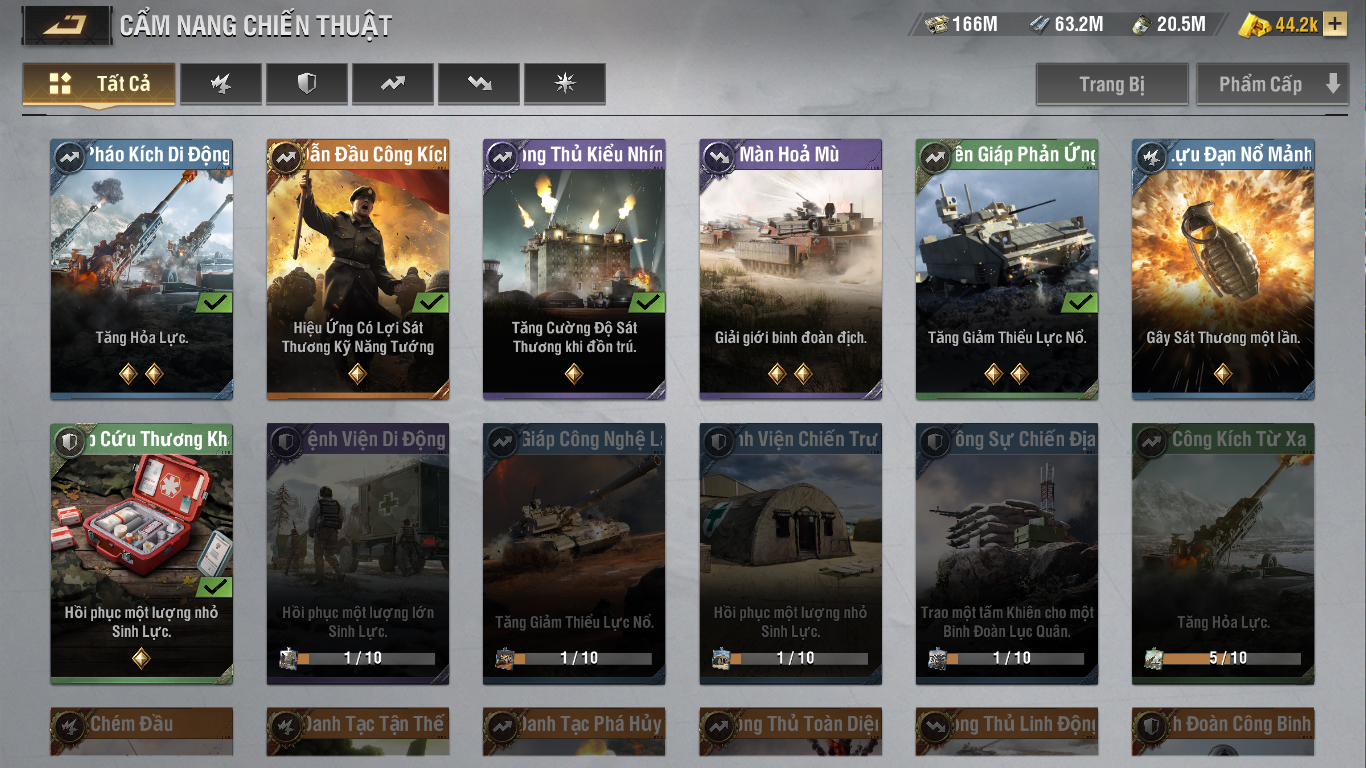 CẨM NANG CHIẾN THUẬT
166M
63.2M
20.5M
44.2k
Tất Cả
Trang Bị
Phẩm Cấp
Pháo Kích Di Động
Dẫn Đầu Công Kích
ong Thủ Kiểu Nhín
Màn Hoả Mù
ên Giáp Phản Ứng
Lựu Đạn Nổ Mảnh
Tăng Hỏa Lực.
Hiệu Ứng Có Lợi Sát
Thương Kỹ Năng Tướng
Tăng Cường Độ Sát
Thương khi đồn trú.
Giải giới binh đoàn địch.
Tăng Giảm Thiểu Lực Nổ.
Gây Sát Thương một lần.
p Cứu Thương Kh
ệnh Viện Di Động
Giáp Công Nghệ L
nh Viện Chiến Trư
ông Sự Chiến Địa
Công Kích Từ Xa
Hồi phục một lượng nhỏ
Sinh Lực.
Hồi phục một lượng lớn
Sinh Lực.
1/10
Tăng Giảm Thiểu Lực Nổ.
1/10
Hồi phục một lượng nhỏ
Sinh Lực.
1/10
Trao một tấm Khiên cho một
Binh Đoàn Lục Quân.
1/10
Tăng Hỏa Lực.
5/10
Chém Đầu
Oanh Tạc Tận Thế
Oanh Tạc Phá Hủy
ong Thủ Toàn Diện
ong Thủ Linh Động
h Đoàn Công Binh